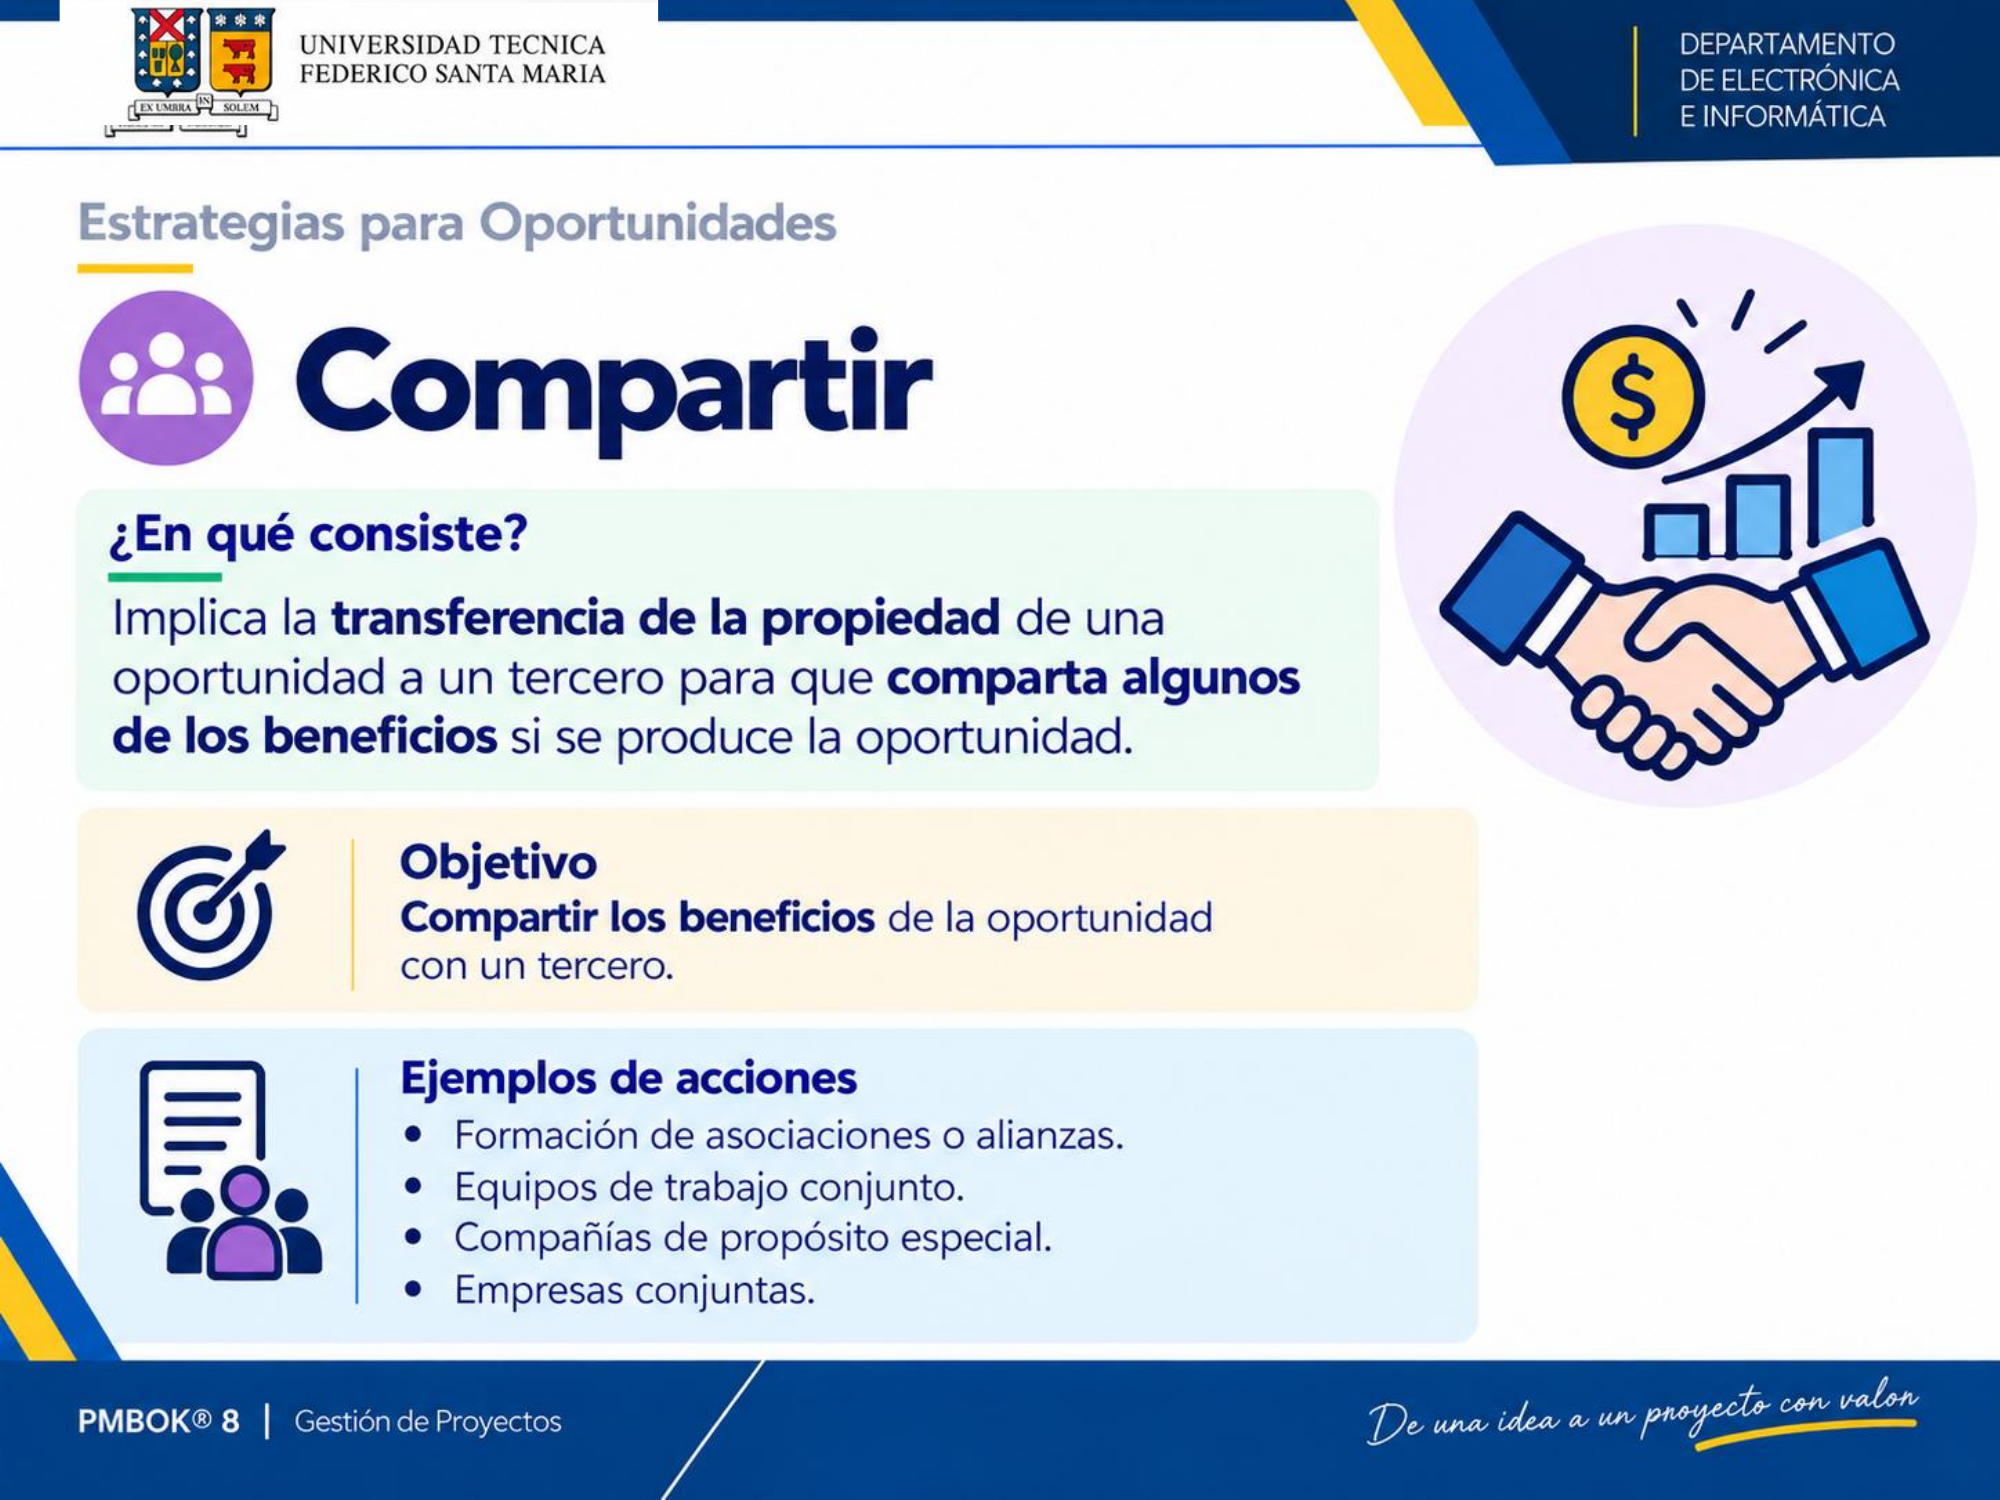 EX UMBRA IN SOLEM
UNIVERSIDAD TECNICA
FEDERICO SANTA MARIA
DEPARTAMENTO
DE ELECTRÓNICA
E INFORMÁTICA
Estrategias para Oportunidades
Compartir
$
¿En qué consiste?
Implica la transferencia de la propiedad de una
oportunidad a un tercero para que comparta algunos
de los beneficios si se produce la oportunidad.
Objetivo
Compartir los beneficios de la oportunidad
con un tercero.
Ejemplos de acciones
• Formación de asociaciones o alianzas.
• Equipos de trabajo conjunto.
• Compañías de propósito especial.
• Empresas conjuntas.
PMBOK® 8 | Gestión de Proyectos
De una idea a un proyecto con valor